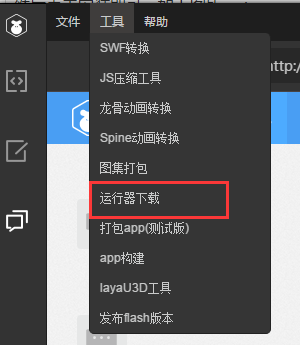 文件 工具 帮助
SWF转换
JS压缩工具
http:/
龙骨动画转换
Spine动画转换
图集打包
运行器下载
打包app(测试版)
app构建
layaU3D工具
发布flash版本